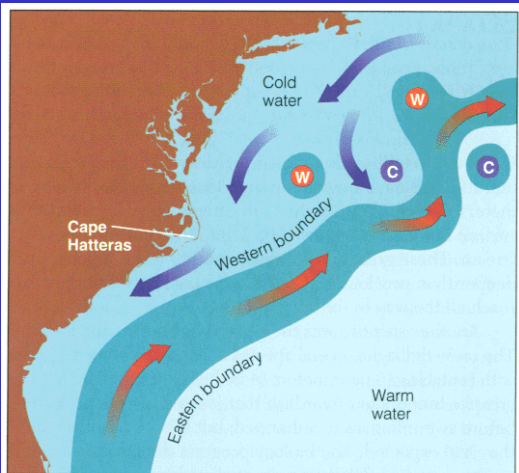 Cold
water
W
W
C
C
Cape
Hatteras
Western boundary
Eastern boundary
Warm
water